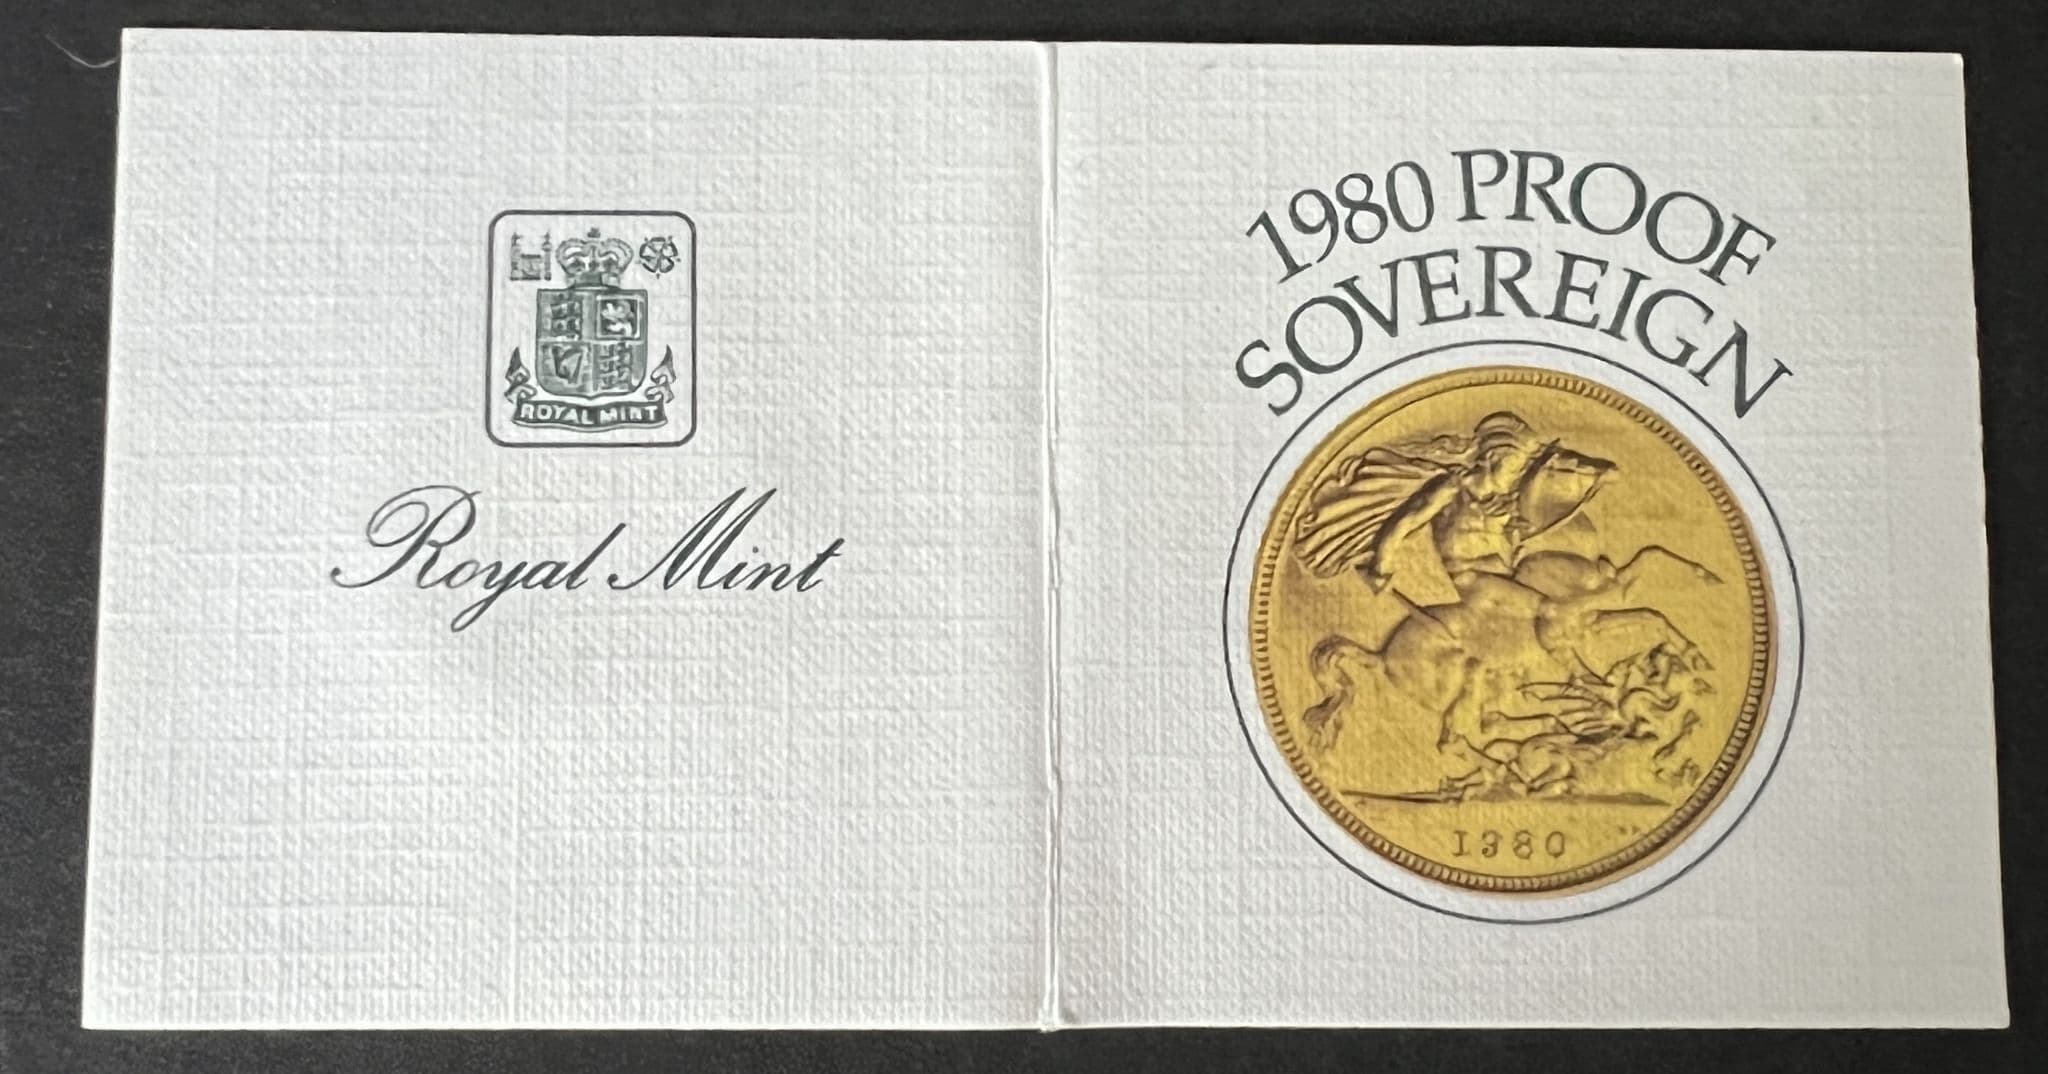 ROYAL MINT
Royal Mint
1980 PROOF
SOVEREIGN
1980